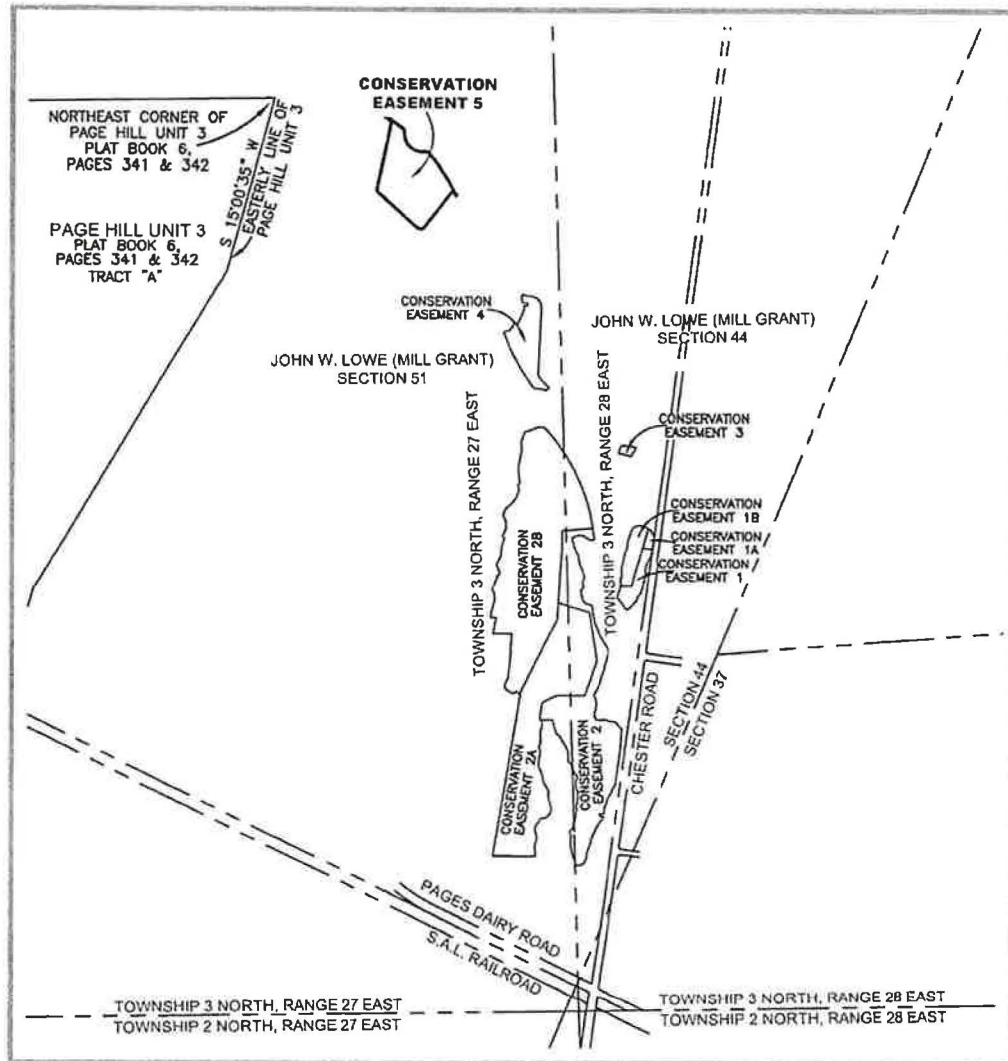 CONSERVATION
EASEMENT 5
NORTHEAST CORNER OF
PAGE HILL UNIT 3
PLAT BOOK 6,
PAGES 341 & 342
S 15°00'35" W
EASTERLY LINE OF
PAGE HILL UNIT 3
PAGE HILL UNIT 3
PLAT BOOK 6,
PAGES 341 & 342
TRACT "A"
CONSERVATION
EASEMENT 4
JOHN W. LOWE (MILL GRANT)
SECTION 44
JOHN W. LOWE (MILL GRANT)
SECTION 51
TOWNSHIP 3 NORTH, RANGE 27 EAST
TOWNSHIP 3 NORTH, RANGE 28 EAST
CONSERVATION
EASEMENT 3
CONSERVATION
EASEMENT 1B
CONSERVATION
EASEMENT 1A
CONSERVATION
EASEMENT 1
CONSERVATION
EASEMENT 2B
CONSERVATION
EASEMENT 2A
CONSERVATION
EASEMENT 2
CHESTER ROAD
SECTION 44
SECTION 37
PAGES DAIRY ROAD
S.A.L. RAILROAD
TOWNSHIP 3 NORTH, RANGE 27 EAST
TOWNSHIP 2 NORTH, RANGE 27 EAST
TOWNSHIP 3 NORTH, RANGE 28 EAST
TOWNSHIP 2 NORTH, RANGE 28 EAST